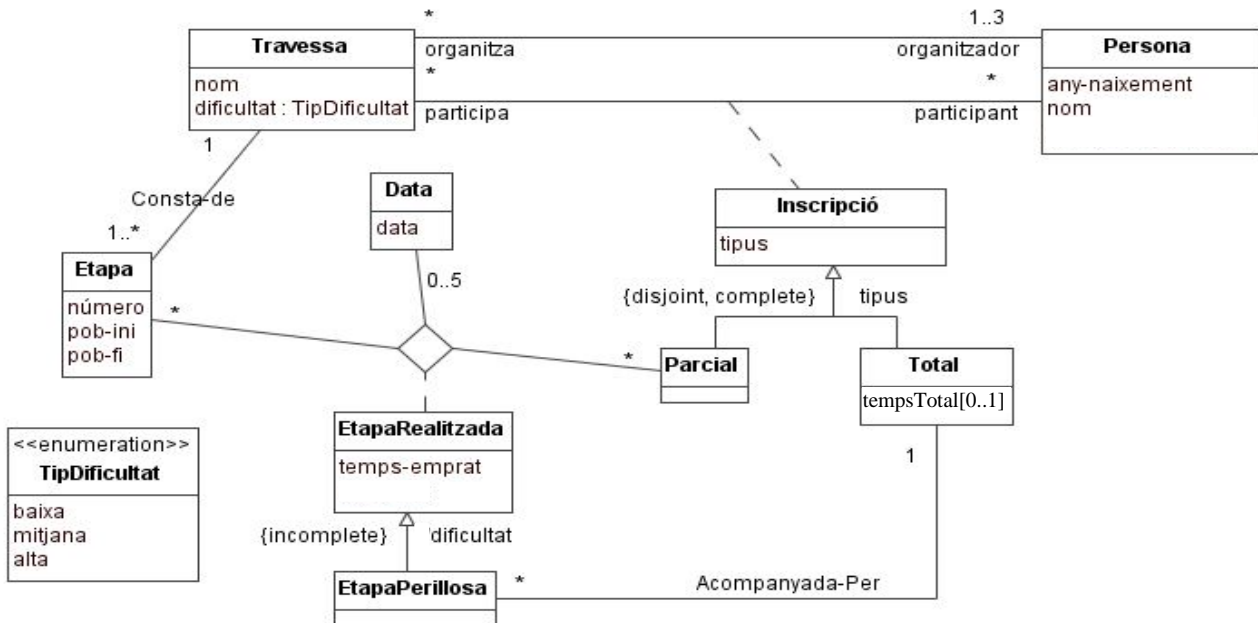 Travessa
nom
dificultat : TipDificultat
*
organitza
*
participa
1..3
organitzador
*
participant
Persona
any-naixement
nom
1
Consta-de
1..*
Data
data
0..5
Inscripció
tipus
Etapa
número
pob-ini
pob-fi
*
{disjoint, complete}
tipus
*
Parcial
Total
tempsTotal[0..1]
<<enumeration>>
TipDificultat
baixa
mitjana
alta
EtapaRealitzada
temps-emprat
1
{incomplete}
/dificultat
EtapaPerillosa
*
Acompanyada-Per